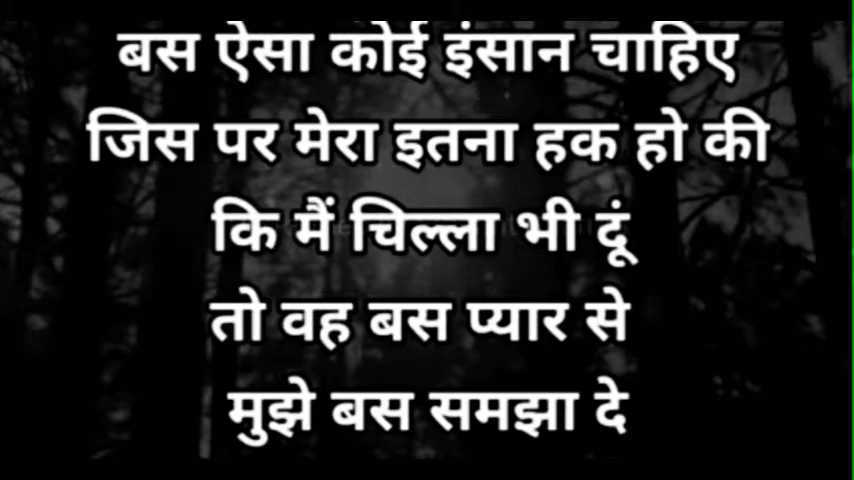 बस ऐसा कोई इंसान चाहिए
जिस पर मेरा इतना हक हो की
कि मैं चिल्ला भी दूं
तो वह बस प्यार से
मुझे बस समझा दे